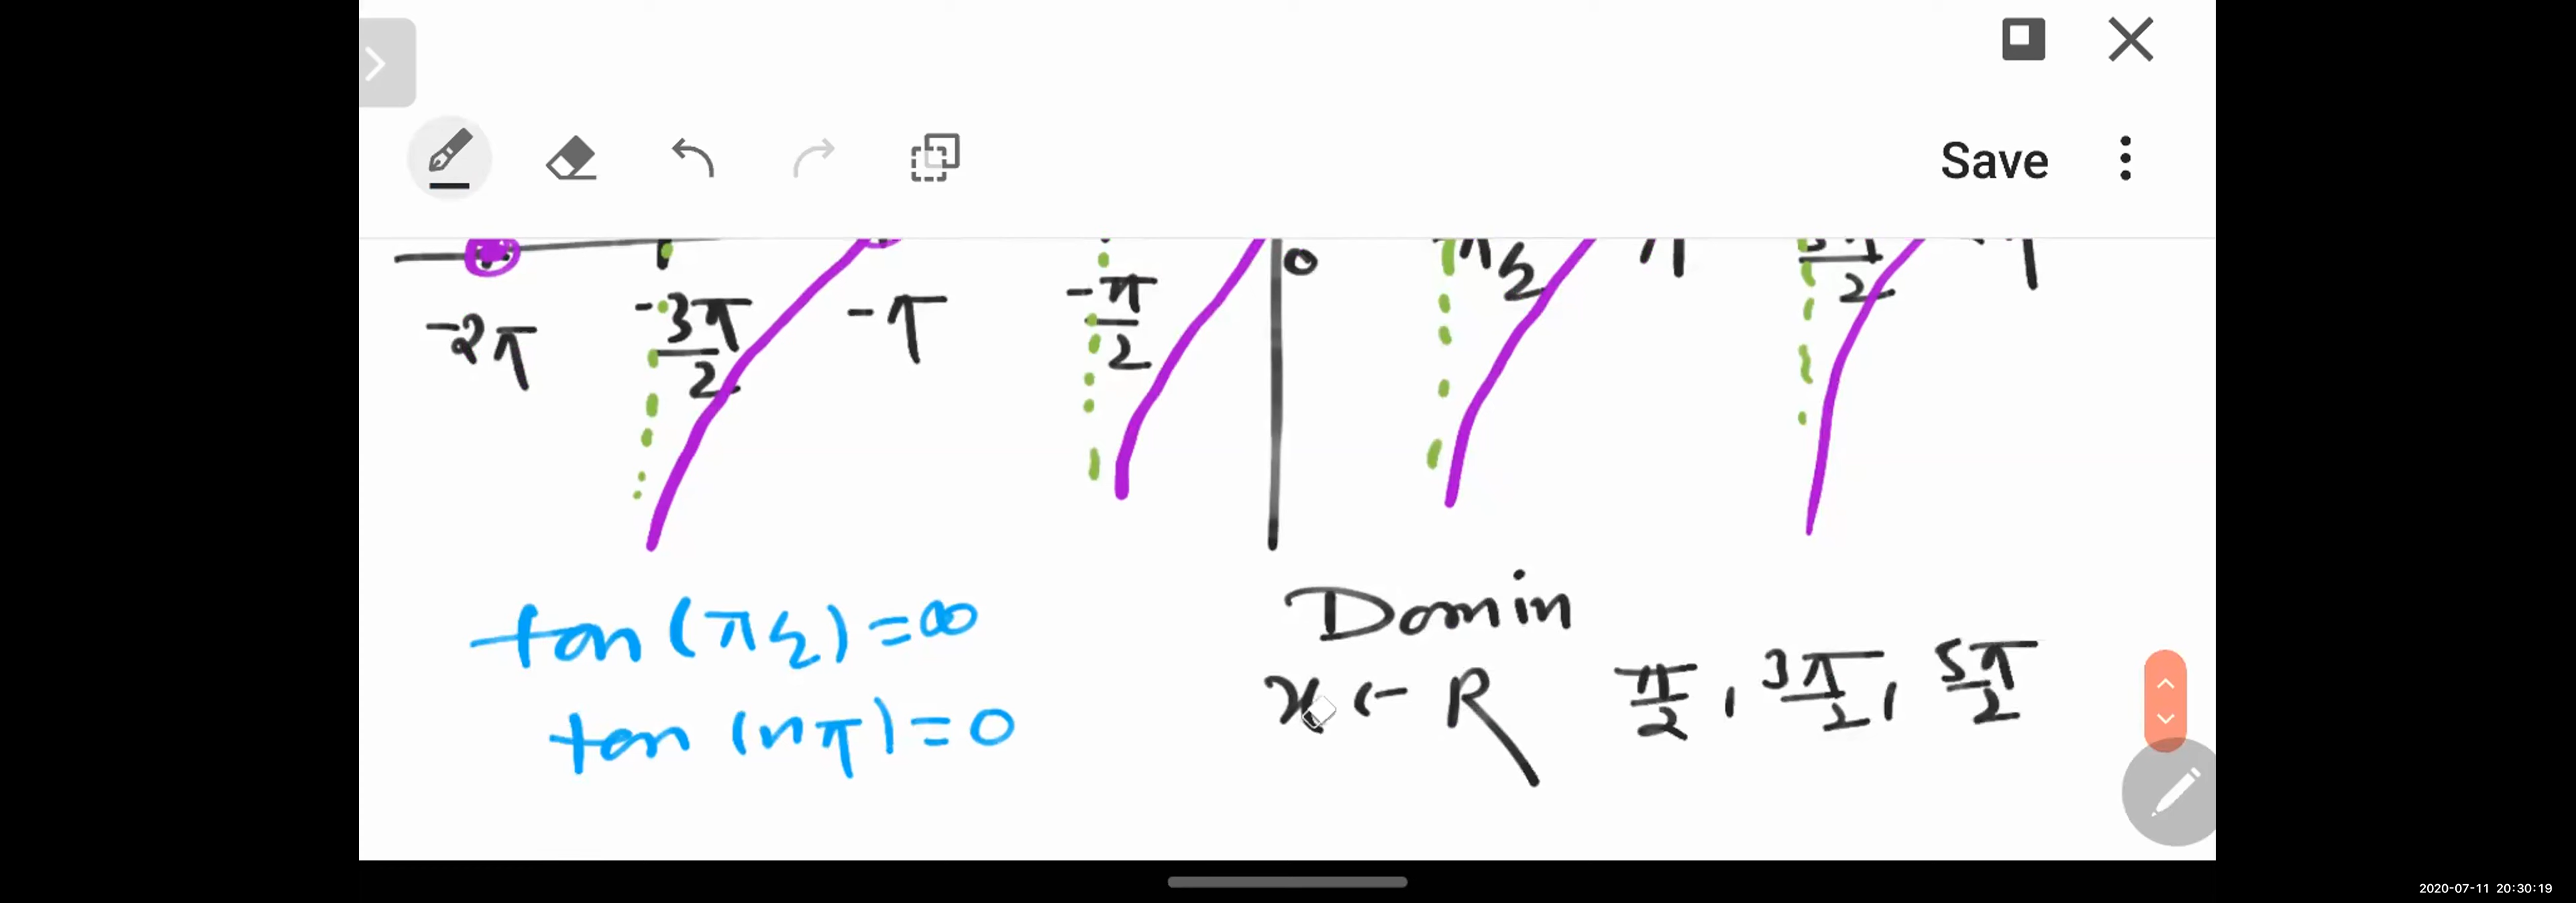 Save
0
π/2
π
3π/2
-2π
-3π/2
-π
-π/2
tan (π/2) = ∞
tan (nπ) = 0
Domin
x ∈ R
π/2 , 3π/2 , 5π/2
2020-07-11 20:30:19